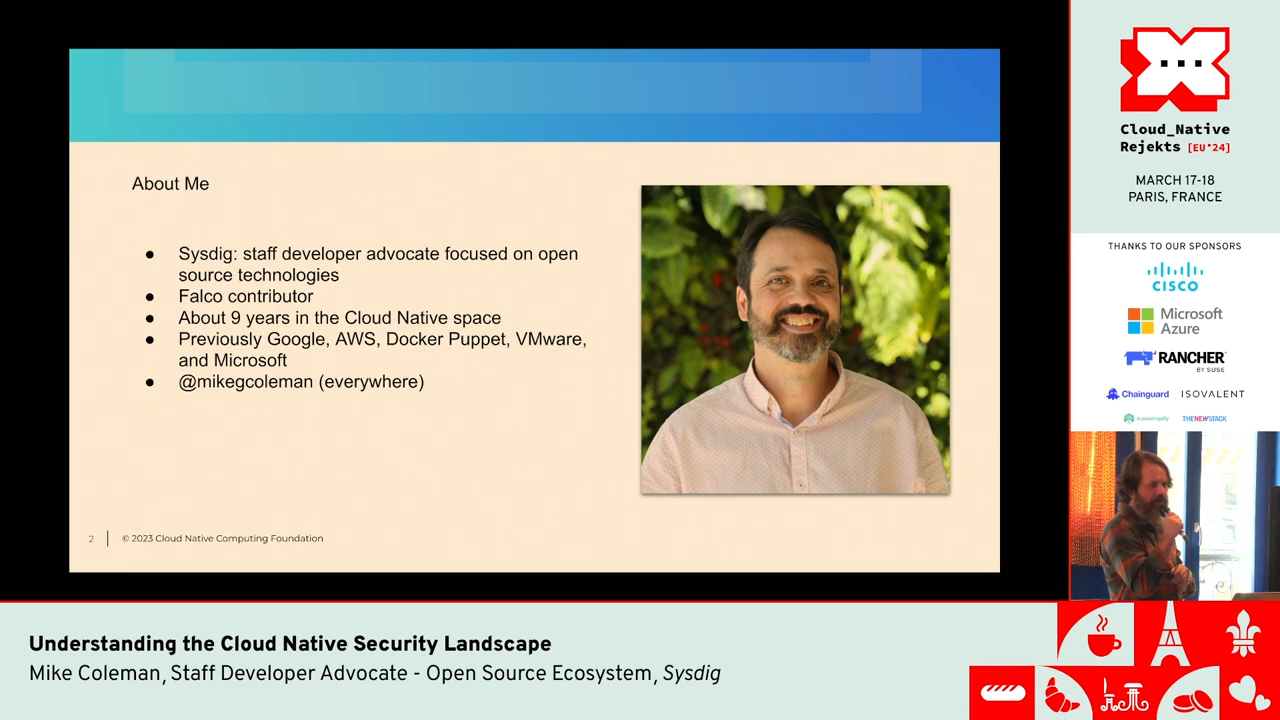 About Me
● Sysdig: staff developer advocate focused on open
source technologies
● Falco contributor
● About 9 years in the Cloud Native space
● Previously Google, AWS, Docker Puppet, VMware,
and Microsoft
● @mikegcoleman (everywhere)
2 | © 2023 Cloud Native Computing Foundation
Cloud_Native
Rejekts [EU*24]
MARCH 17-18
PARIS, FRANCE
THANKS TO OUR SPONSORS
CISCO
Microsoft
Azure
RANCHER
BY SUSE
Chainguard ISOVALENT
kubesimplify THENEWSTACK
Understanding the Cloud Native Security Landscape
Mike Coleman, Staff Developer Advocate - Open Source Ecosystem, Sysdig